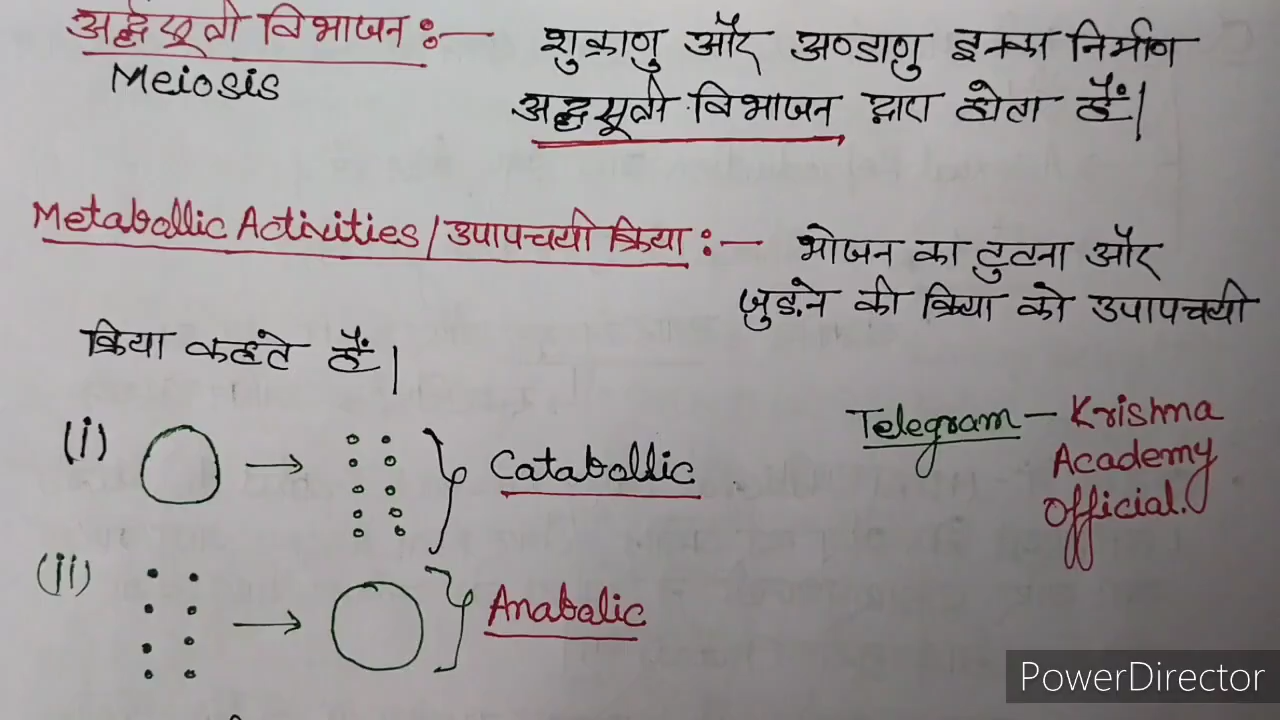 अर्द्धसूत्री विभाजन :— शुक्राणु और अण्डाणु इनका निर्माण
Meiosis
अर्द्धसूत्री विभाजन द्वारा होता हैं।
Metabollic Activities / उपापचयी क्रिया :— भोजन का टुटना और
जुड़ने की क्रिया को उपापचयी
क्रिया कहते हैं।
(i) Catabollic
Telegram — Krishna
Academy
Official.
(ii) Anabalic
PowerDirector